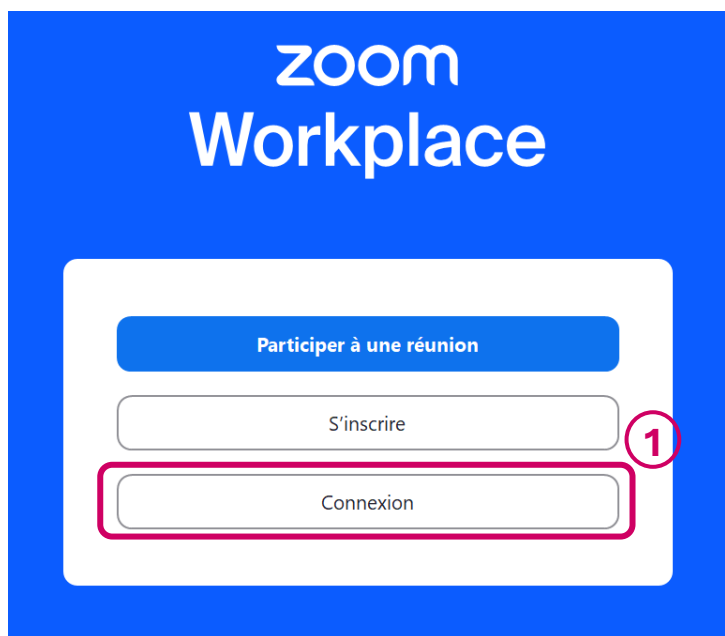 zoom
Workplace
Participer à une réunion
S'inscrire
1
Connexion